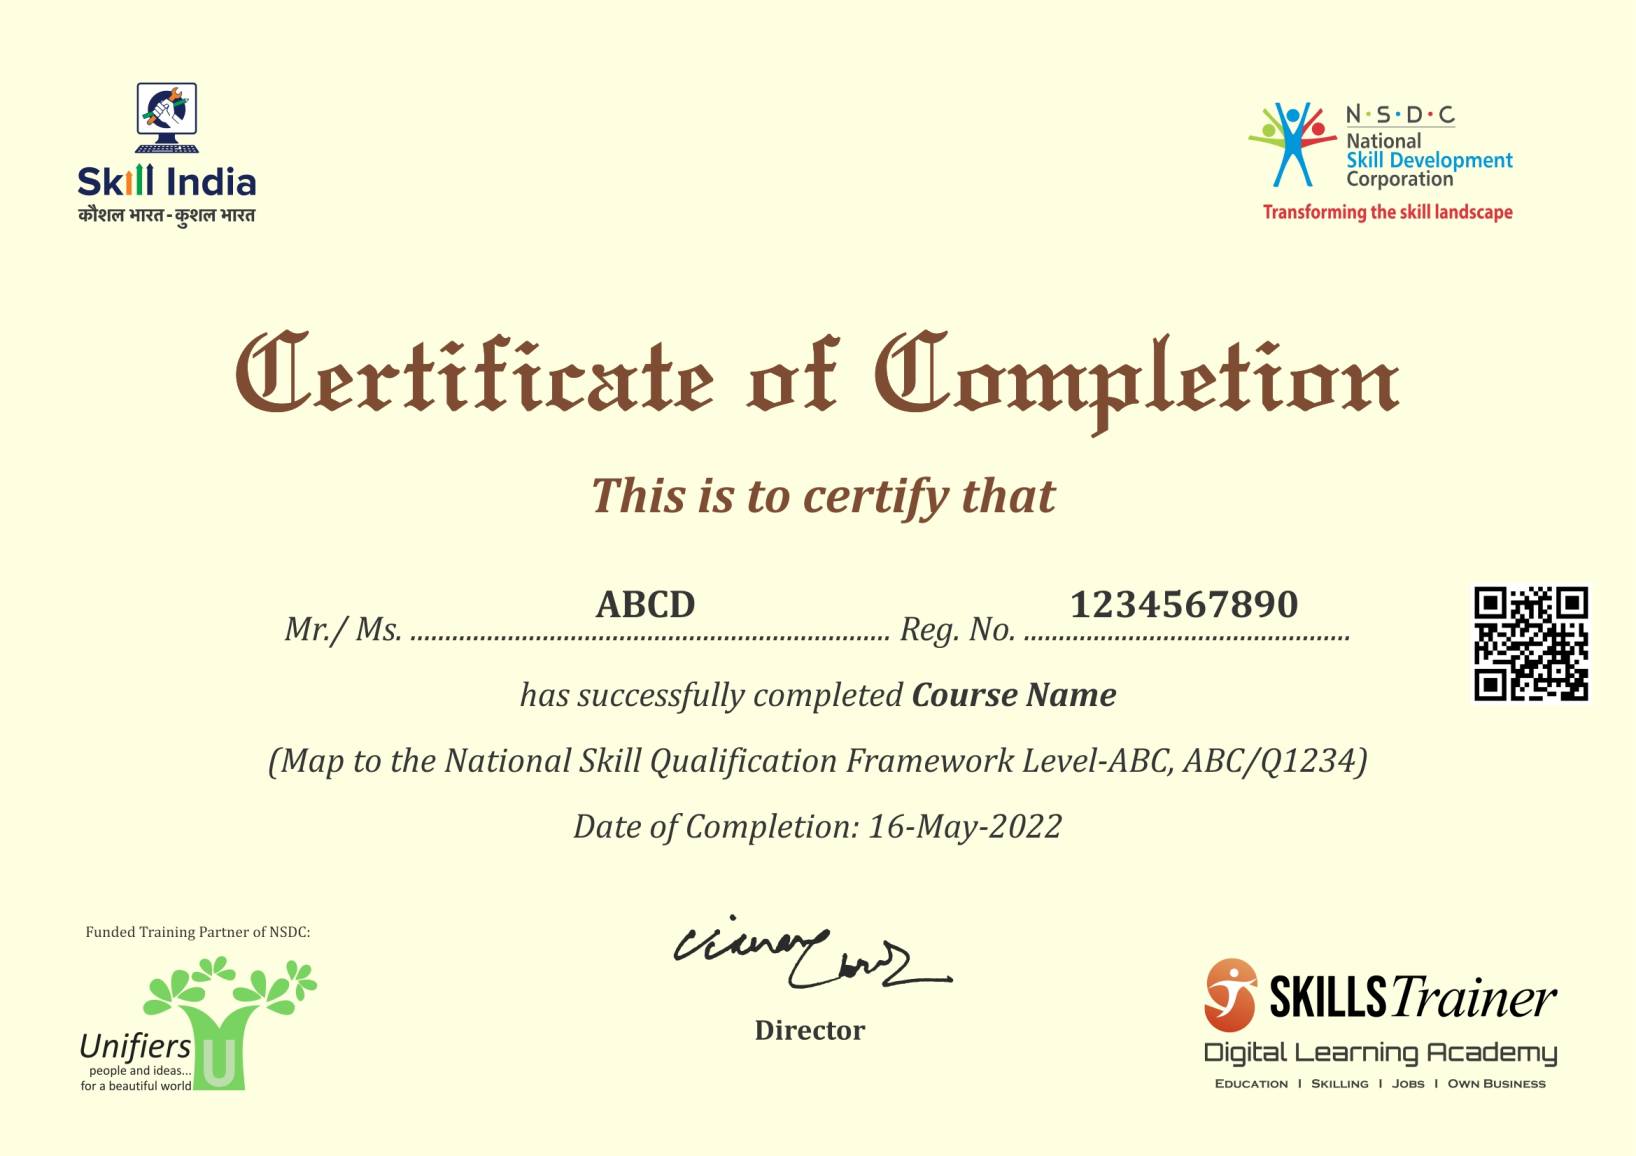 Skill India
कौशल भारत - कुशल भारत
N·S·D·C
National
Skill Development
Corporation
Transforming the skill landscape
Certificate of Completion
This is to certify that
Mr./ Ms. ABCD Reg. No. 1234567890
has successfully completed Course Name
(Map to the National Skill Qualification Framework Level-ABC, ABC/Q1234)
Date of Completion: 16-May-2022
Funded Training Partner of NSDC:
Unifiers
people and ideas...
for a beautiful world
U
Director
SKILLSTrainer
Digital Learning Academy
EDUCATION I SKILLING I JOBS I OWN BUSINESS